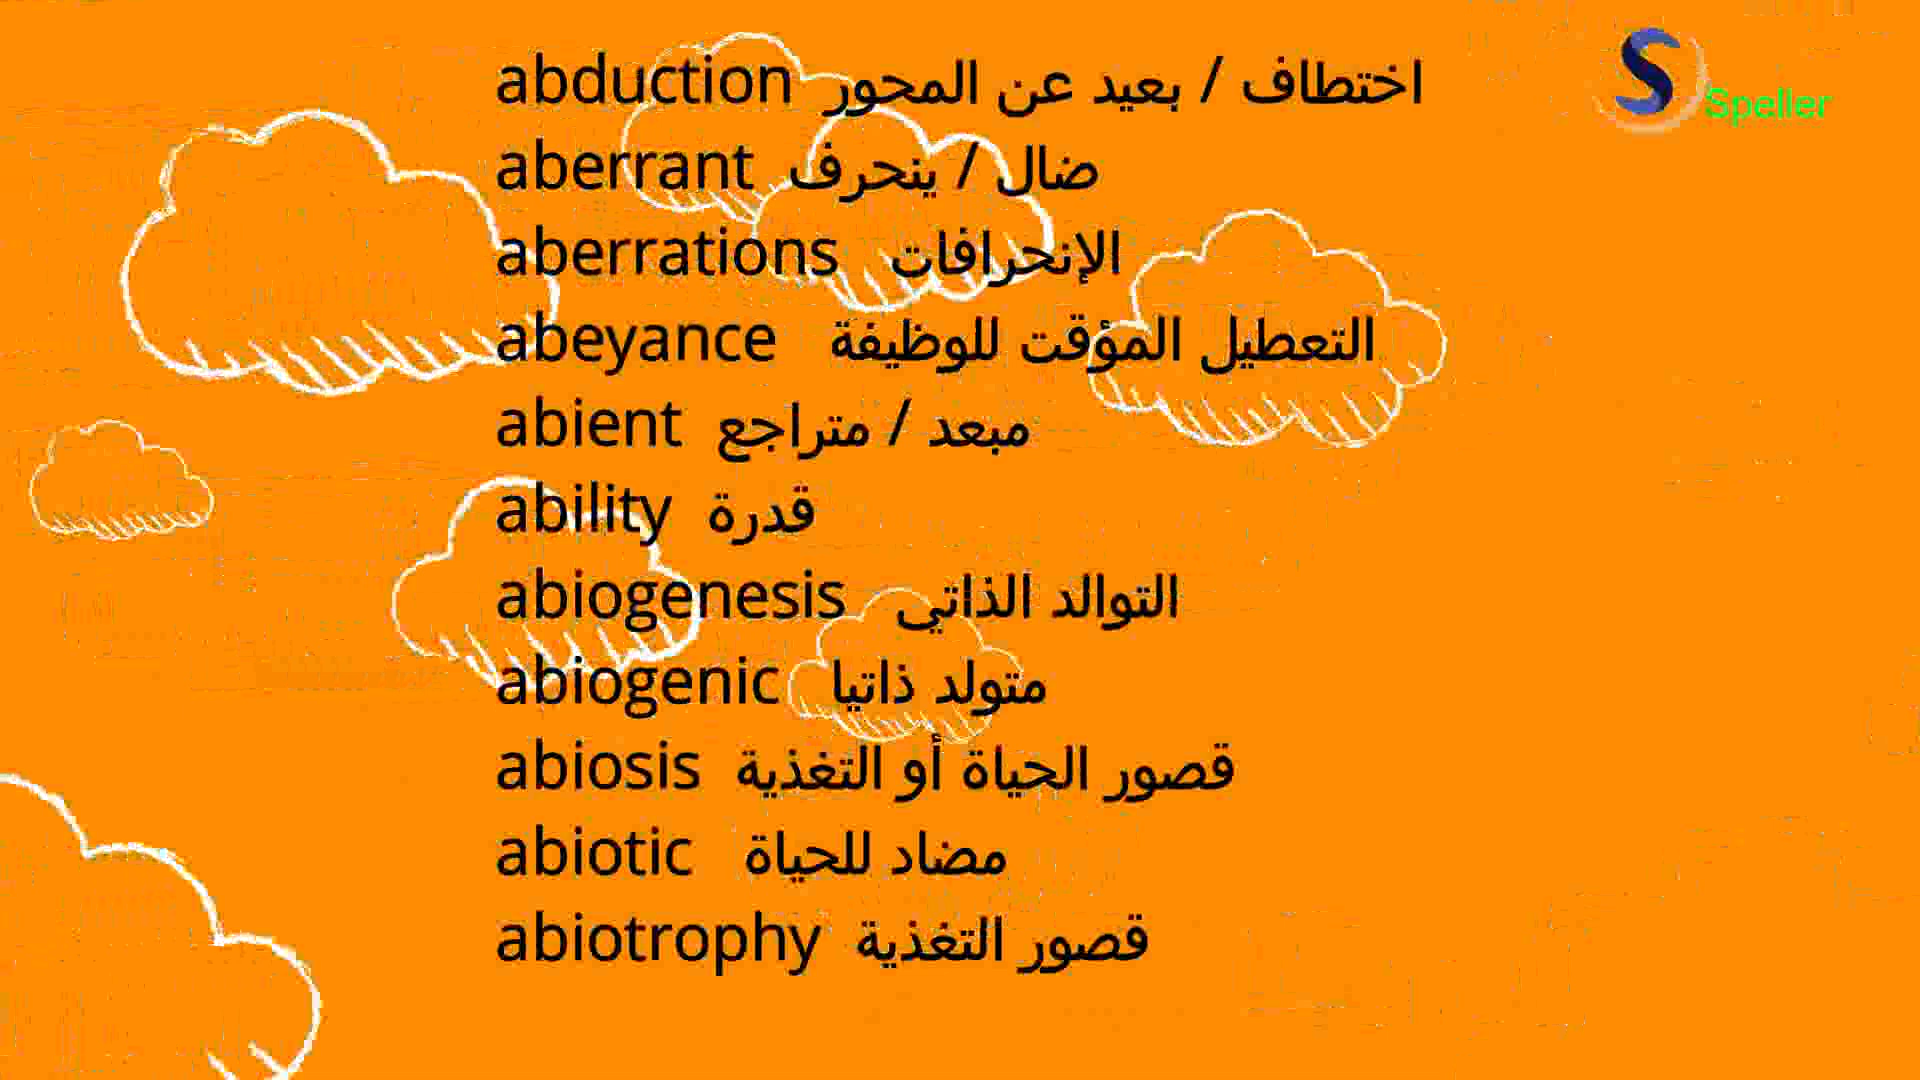 abduction اختطاف / بعيد عن المحور
aberrant ضال / ينحرف
aberrations الإنحرافات
abeyance التعطيل المؤقت للوظيفة
abient مبعد / متراجع
ability قدرة
abiogenesis التوالد الذاتي
abiogenic متولد ذاتيا
abiosis قصور الحياة أو التغذية
abiotic مضاد للحياة
abiotrophy قصور التغذية
S Speller